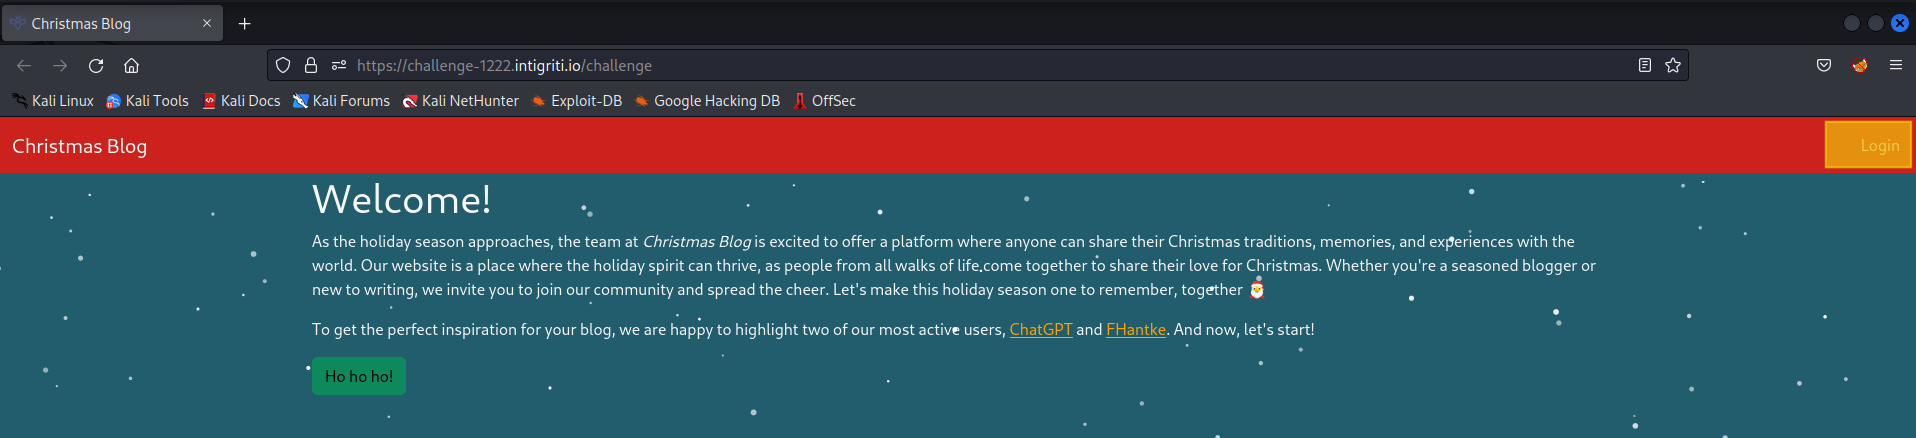 Christmas Blog
https://challenge-1222.intigriti.io/challenge
Kali Linux Kali Tools Kali Docs Kali Forums Kali NetHunter Exploit-DB Google Hacking DB OffSec
Christmas Blog Login
Welcome!
As the holiday season approaches, the team at Christmas Blog is excited to offer a platform where anyone can share their Christmas traditions, memories, and experiences with the
world. Our website is a place where the holiday spirit can thrive, as people from all walks of life come together to share their love for Christmas. Whether you're a seasoned blogger or
new to writing, we invite you to join our community and spread the cheer. Let's make this holiday season one to remember, together 🎅
To get the perfect inspiration for your blog, we are happy to highlight two of our most active users, ChatGPT and FHantke. And now, let's start!
Ho ho ho!